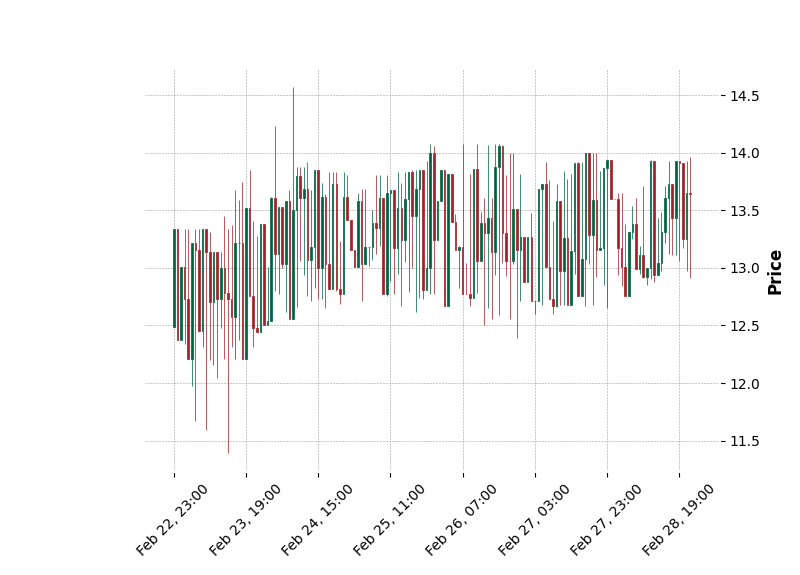 14.5
14.0
13.5
13.0
12.5
12.0
11.5
Price
Feb 22, 23:00
Feb 23, 19:00
Feb 24, 15:00
Feb 25, 11:00
Feb 26, 07:00
Feb 27, 03:00
Feb 27, 23:00
Feb 28, 19:00